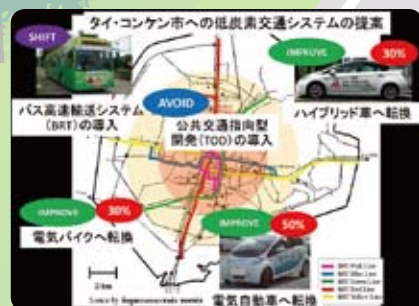 タイ・コンケン市への低炭素交通システムの提案
SHIFT
バス高速輸送システム
(BRT)の導入
AVOID
公共交通指向型
開発(TOD)の導入
IMPROVE
30%
ハイブリッド車へ転換
IMPROVE
30%
電気バイクへ転換
IMPROVE
50%
電気自動車へ転換